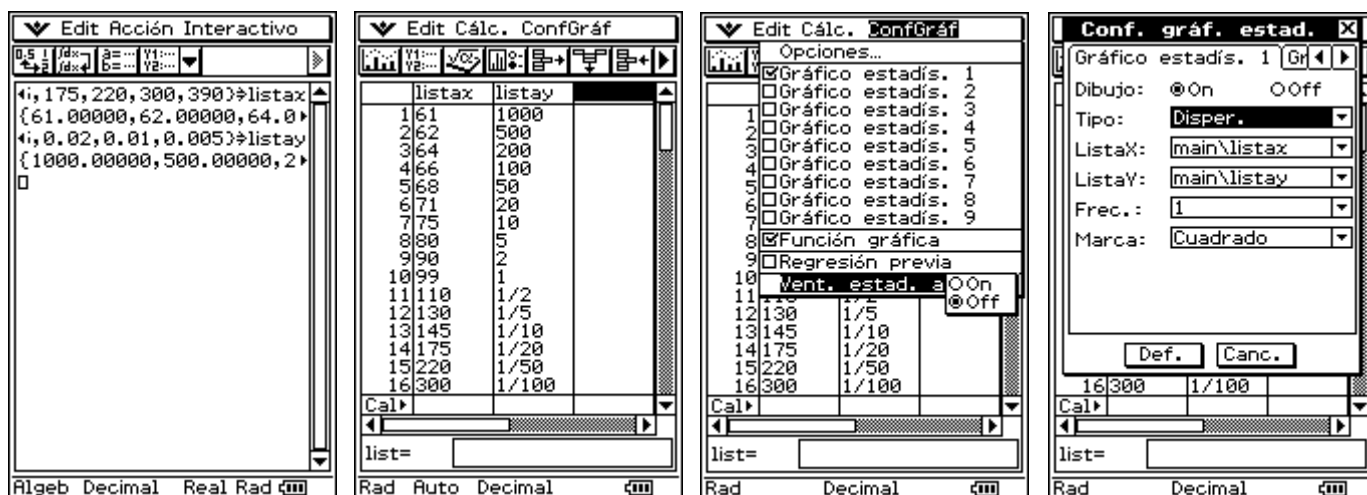 Edit Acción Interactivo
,175,220,300,390}⇒listax
{61.00000,62.00000,64.0
,0.02,0.01,0.005}⇒listay
{1000.00000,500.00000,2
Algeb Decimal Real Rad
Edit Cálc. ConfGráf
listax listay
1 61 1000
2 62 500
3 64 200
4 66 100
5 68 50
6 71 20
7 75 10
8 80 5
9 90 2
10 99 1
11 110 1/2
12 130 1/5
13 145 1/10
14 175 1/20
15 220 1/50
16 300 1/100
Cal
list=
Rad Auto Decimal
Edit Cálc. ConfGráf
Opciones...
Gráfico estadís. 1
Gráfico estadís. 2
Gráfico estadís. 3
Gráfico estadís. 4
Gráfico estadís. 5
Gráfico estadís. 6
Gráfico estadís. 7
Gráfico estadís. 8
Gráfico estadís. 9
Función gráfica
Regresión previa
Vent. estad. a
On
Off
12 130 1/5
13 145 1/10
14 175 1/20
15 220 1/50
16 300 1/100
Cal
list=
Rad Decimal
Conf. gráf. estad. X
Gráfico estadís. 1 Gr
Dibujo: On Off
Tipo: Disper.
ListaX: main\listax
ListaY: main\listay
Frec.: 1
Marca: Cuadrado
Def. Canc.
16 300 1/100
Cal
list=
Rad Decimal